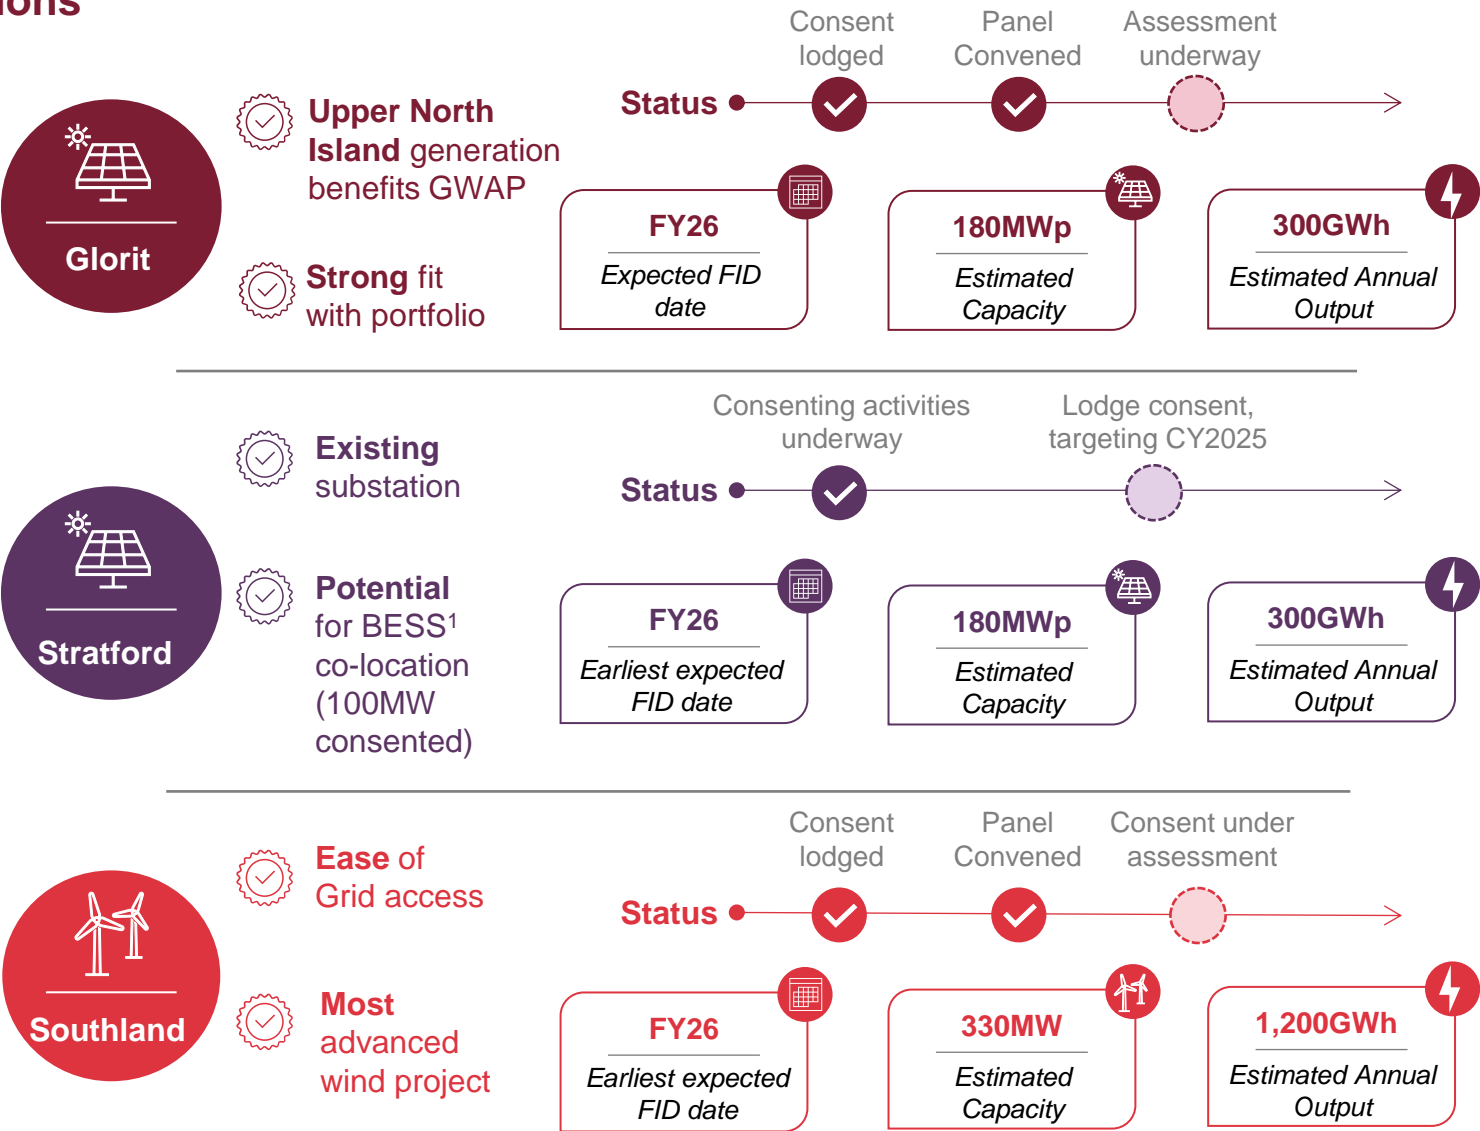 Consent
lodged
Panel
Convened
Assessment
underway
Glorit
Upper North
Island generation
benefits GWAP
Strong fit
with portfolio
Status
FY26
Expected FID
date
180MWp
Estimated
Capacity
300GWh
Estimated Annual
Output
Consenting activities
underway
Lodge consent,
targeting CY2025
Stratford
Existing
substation
Potential
for BESS¹
co-location
(100MW
consented)
Status
FY26
Earliest expected
FID date
180MWp
Estimated
Capacity
300GWh
Estimated Annual
Output
Consent
lodged
Panel
Convened
Consent under
assessment
Southland
Ease of
Grid access
Most
advanced
wind project
Status
FY26
Earliest expected
FID date
330MW
Estimated
Capacity
1,200GWh
Estimated Annual
Output